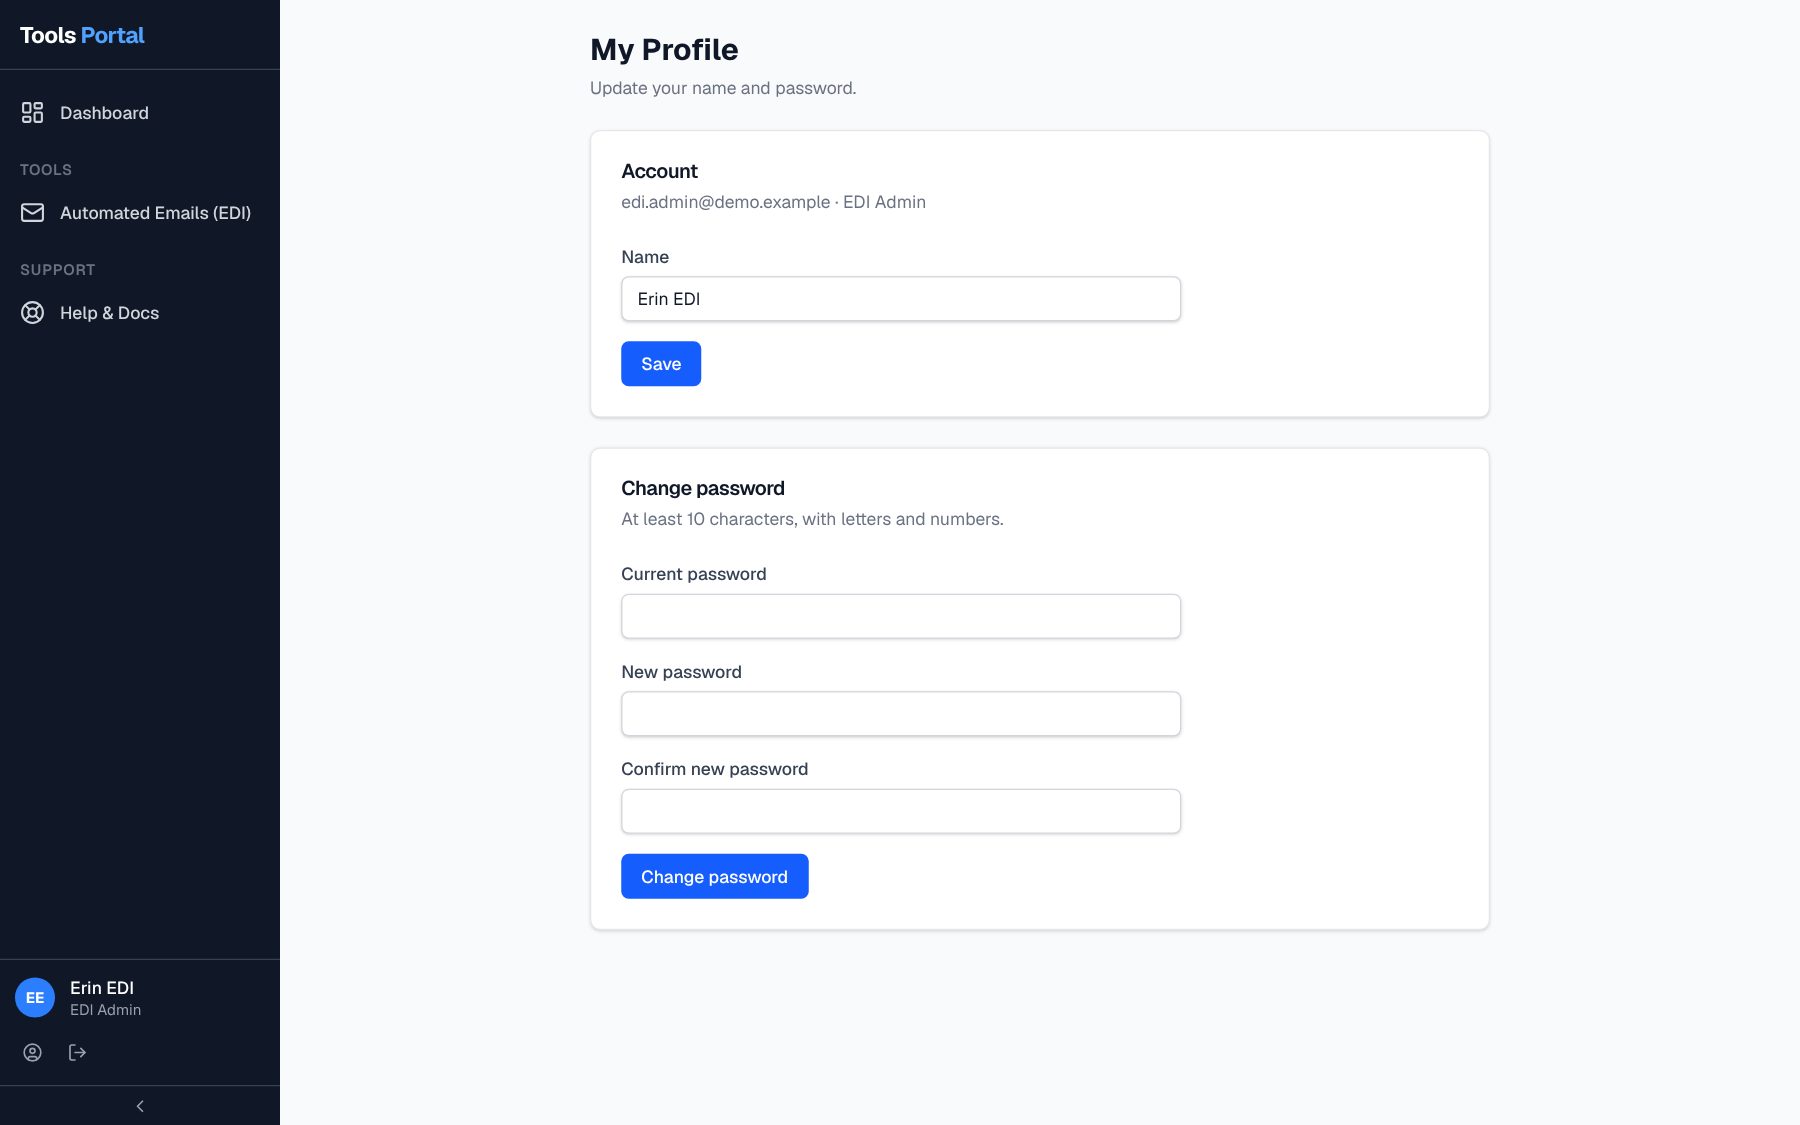 Tools Portal
Dashboard
TOOLS
Automated Emails (EDI)
SUPPORT
Help & Docs
EE
Erin EDI
EDI Admin
My Profile
Update your name and password.
Account
edi.admin@demo.example · EDI Admin
Name
Erin EDI
Save
Change password
At least 10 characters, with letters and numbers.
Current password
New password
Confirm new password
Change password